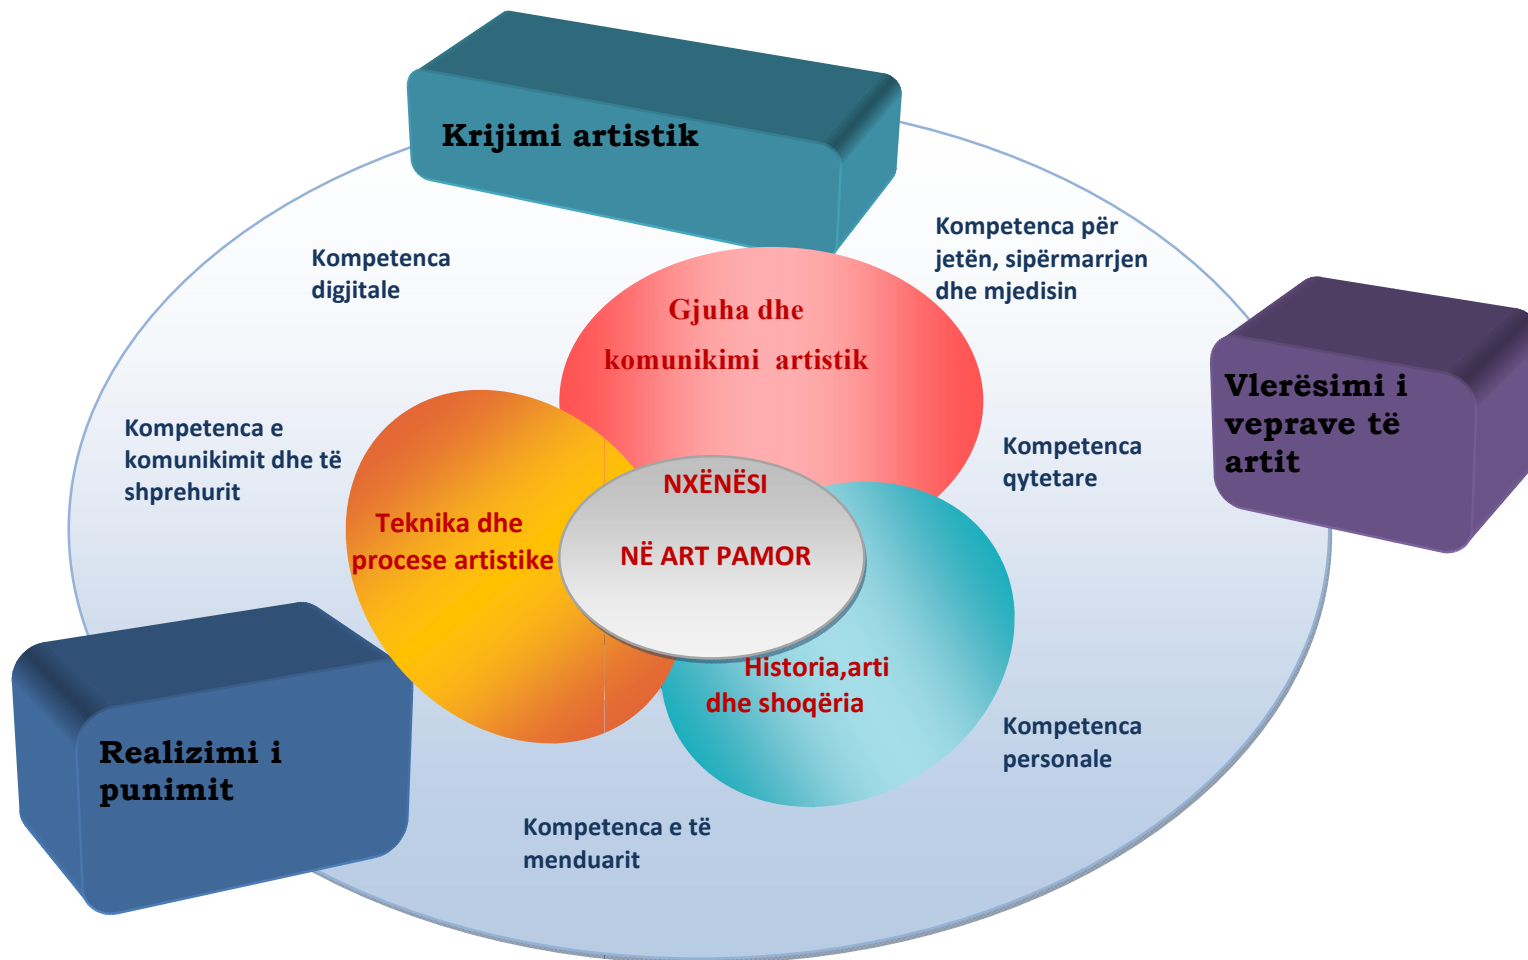 Krijimi artistik
Kompetenca
digjitale
Kompetenca për
jetën, sipërmarrjen
dhe mjedisin
Gjuha dhe
komunikimi artistik
Vlerësimi i
veprave të
artit
Kompetenca e
komunikimit dhe të
shprehurit
Kompetenca
qytetare
NXËNËSI
NË ART PAMOR
Teknika dhe
procese artistike
Historia,arti
dhe shoqëria
Realizimi i
punimit
Kompetenca
personale
Kompetenca e të
menduarit